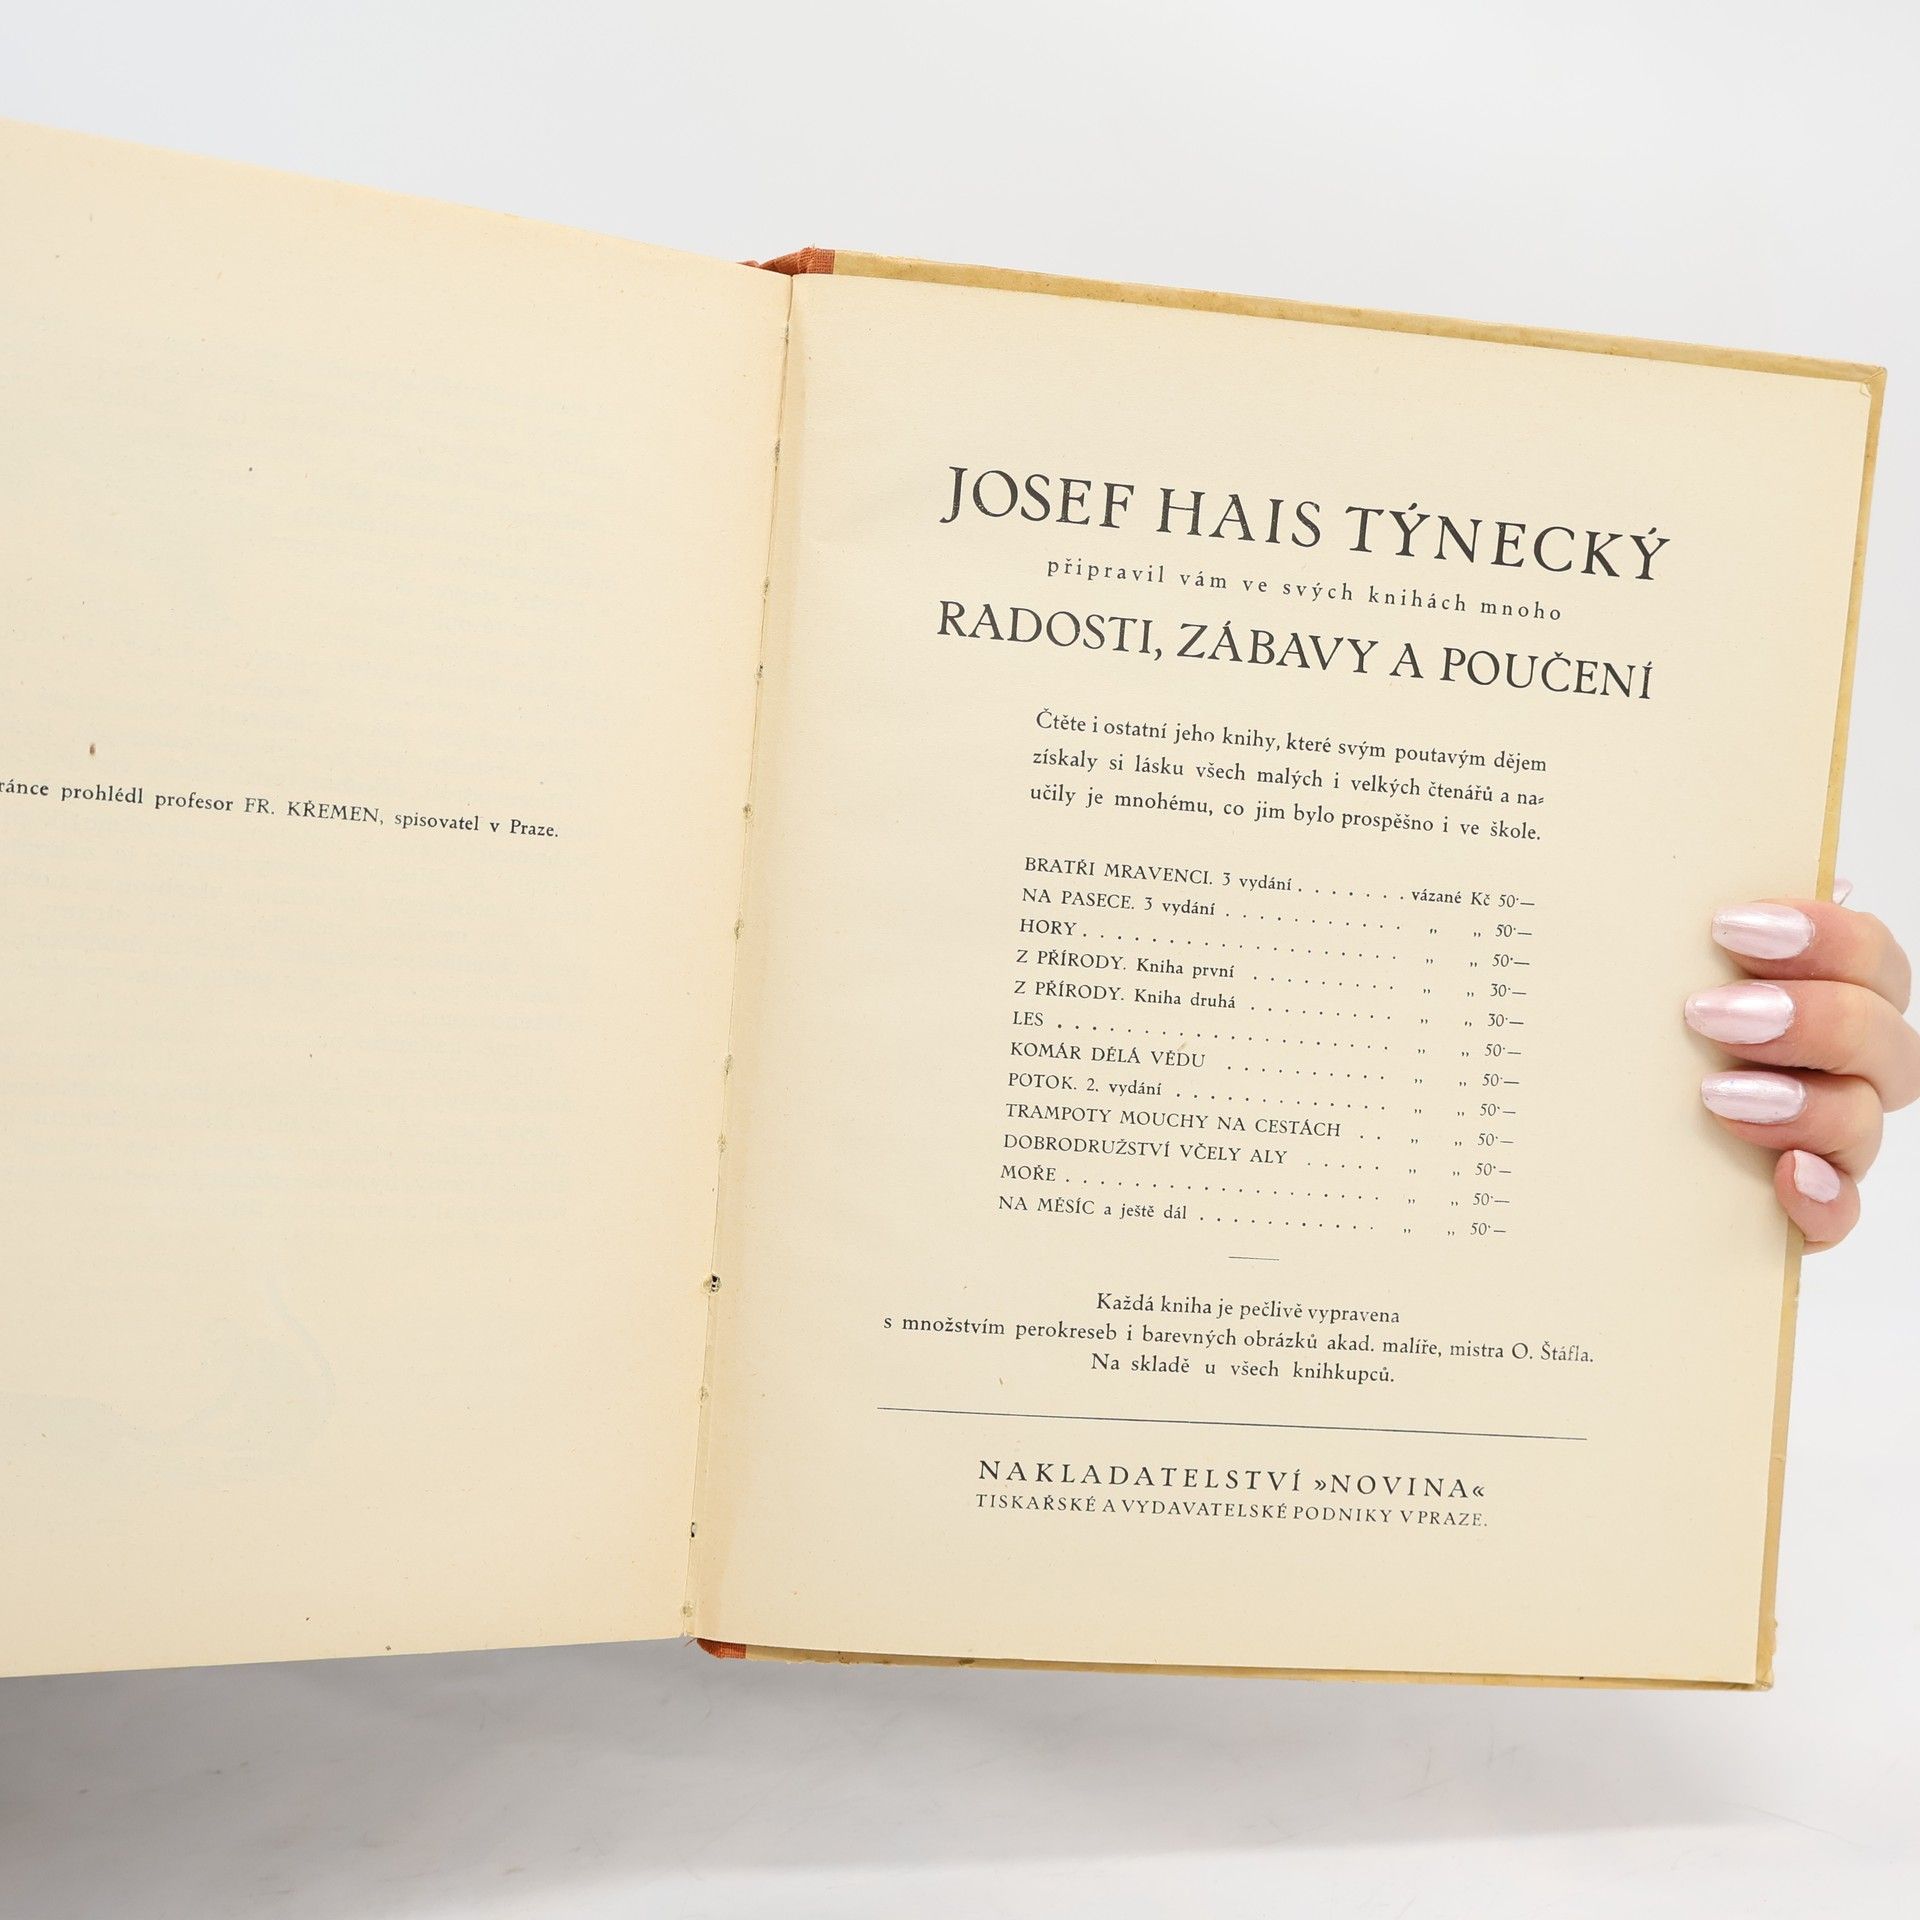 prohlédl profesor FR. KŘEMEN, spisovatel v Praze.
JOSEF HAIS TÝNECKÝ
připravil vám ve svých knihách mnoho
RADOSTI, ZÁBAVY A POUČENÍ
Čtěte i ostatní jeho knihy, které svým poutavým dějem
získaly si lásku všech malých i velkých čtenářů a na-
učily je mnohému, co jim bylo prospěšno i ve škole.
BRATŘI MRAVENCI. 3 vydání . . . . . . vázané Kč 50·—
NA PASECE. 3 vydání . . . . . . . . . . . „ „ 50·—
HORY . . . . . . . . . . . . . . . . . . „ „ 50·—
Z PŘÍRODY. Kniha první . . . . . . . . . „ „ 30·—
Z PŘÍRODY. Kniha druhá . . . . . . . . . „ „ 30·—
LES . . . . . . . . . . . . . . . . . . . „ „ 50·—
KOMÁR DĚLÁ VĚDU . . . . . . . . . . „ „ 50·—
POTOK. 2. vydání . . . . . . . . . . . . . „ „ 50·—
TRAMPOTY MOUCHY NA CESTÁCH . . „ „ 50·—
DOBRODRUŽSTVÍ VČELY ALY . . . . . „ „ 50·—
MOŘE . . . . . . . . . . . . . . . . . . . „ „ 50·—
NA MĚSÍC a ještě dál . . . . . . . . . . . „ „ 50·—
Každá kniha je pečlivě vypravena
s množstvím perokreseb i barevných obrázků akad. malíře, mistra O. Štáfla.
Na skladě u všech knihkupců.
NAKLADATELSTVÍ »NOVINA«
TISKAŘSKÉ A VYDAVATELSKÉ PODNIKY V PRAZE.